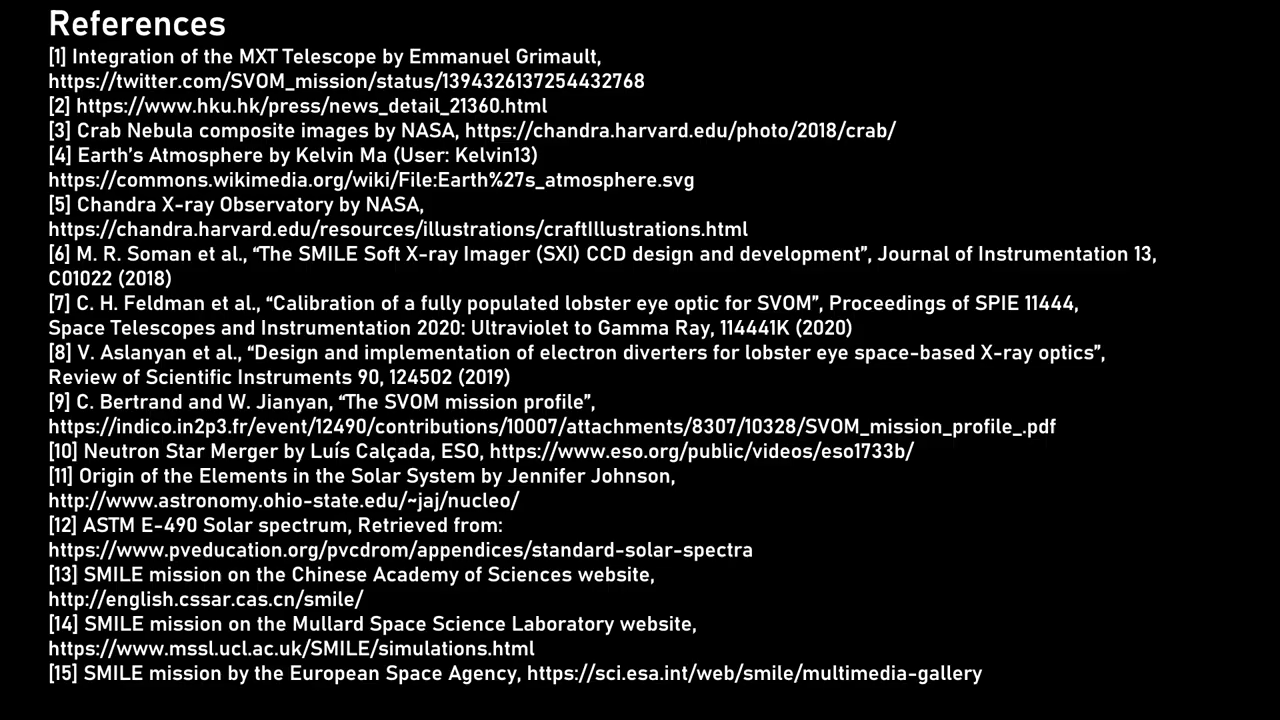 References
[1] Integration of the MXT Telescope by Emmanuel Grimault,
https://twitter.com/SVOM_mission/status/1394326137254432768
[2] https://www.hku.hk/press/news_detail_21360.html
[3] Crab Nebula composite images by NASA, https://chandra.harvard.edu/photo/2018/crab/
[4] Earth’s Atmosphere by Kelvin Ma (User: Kelvin13)
https://commons.wikimedia.org/wiki/File:Earth%27s_atmosphere.svg
[5] Chandra X-ray Observatory by NASA,
https://chandra.harvard.edu/resources/illustrations/craftIllustrations.html
[6] M. R. Soman et al., “The SMILE Soft X-ray Imager (SXI) CCD design and development”, Journal of Instrumentation 13,
C01022 (2018)
[7] C. H. Feldman et al., “Calibration of a fully populated lobster eye optic for SVOM”, Proceedings of SPIE 11444,
Space Telescopes and Instrumentation 2020: Ultraviolet to Gamma Ray, 114441K (2020)
[8] V. Aslanyan et al., “Design and implementation of electron diverters for lobster eye space-based X-ray optics”,
Review of Scientific Instruments 90, 124502 (2019)
[9] C. Bertrand and W. Jianyan, “The SVOM mission profile”,
https://indico.in2p3.fr/event/12490/contributions/10007/attachments/8307/10328/SVOM_mission_profile_.pdf
[10] Neutron Star Merger by Luís Calçada, ESO, https://www.eso.org/public/videos/eso1733b/
[11] Origin of the Elements in the Solar System by Jennifer Johnson,
http://www.astronomy.ohio-state.edu/~jaj/nucleo/
[12] ASTM E-490 Solar spectrum, Retrieved from:
https://www.pveducation.org/pvcdrom/appendices/standard-solar-spectra
[13] SMILE mission on the Chinese Academy of Sciences website,
http://english.cssar.cas.cn/smile/
[14] SMILE mission on the Mullard Space Science Laboratory website,
https://www.mssl.ucl.ac.uk/SMILE/simulations.html
[15] SMILE mission by the European Space Agency, https://sci.esa.int/web/smile/multimedia-gallery